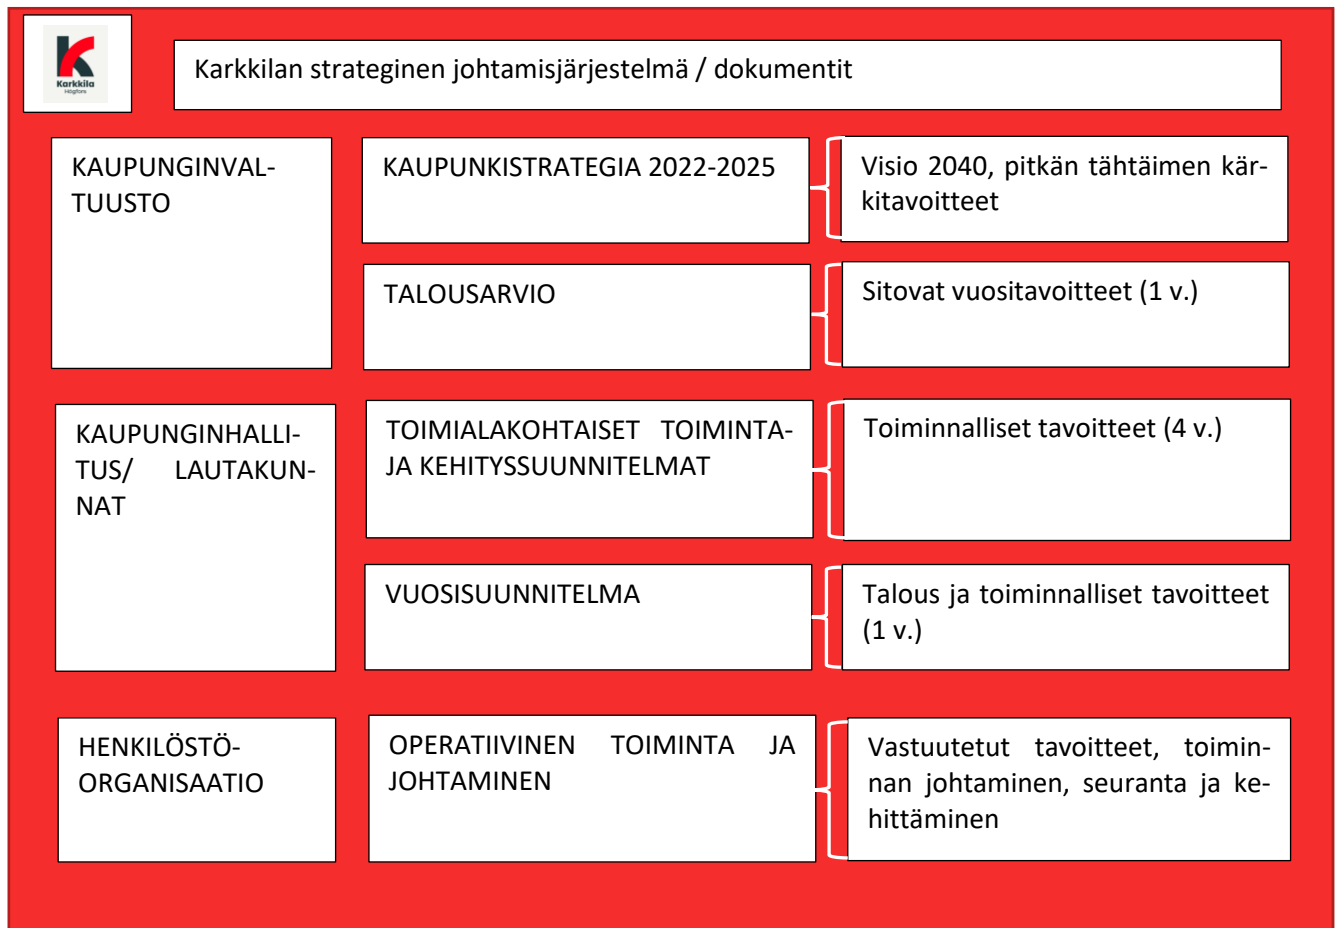 Karkkila
Högfors
Karkkilan strateginen johtamisjärjestelmä / dokumentit
KAUPUNGINVAL-
TUUSTO
KAUPUNKISTRATEGIA 2022-2025
Visio 2040, pitkän tähtäimen kär-
kitavoitteet
TALOUSARVIO
Sitovat vuositavoitteet (1 v.)
KAUPUNGINHALLI-
TUS/ LAUTAKUN-
NAT
TOIMIALAKOHTAISET TOIMINTA-
JA KEHITYSSUUNNITELMAT
Toiminnalliset tavoitteet (4 v.)
VUOSISUUNNITELMA
Talous ja toiminnalliset tavoitteet
(1 v.)
HENKILÖSTÖ-
ORGANISAATIO
OPERATIIVINEN TOIMINTA JA
JOHTAMINEN
Vastuutetut tavoitteet, toimin-
nan johtaminen, seuranta ja ke-
hittäminen